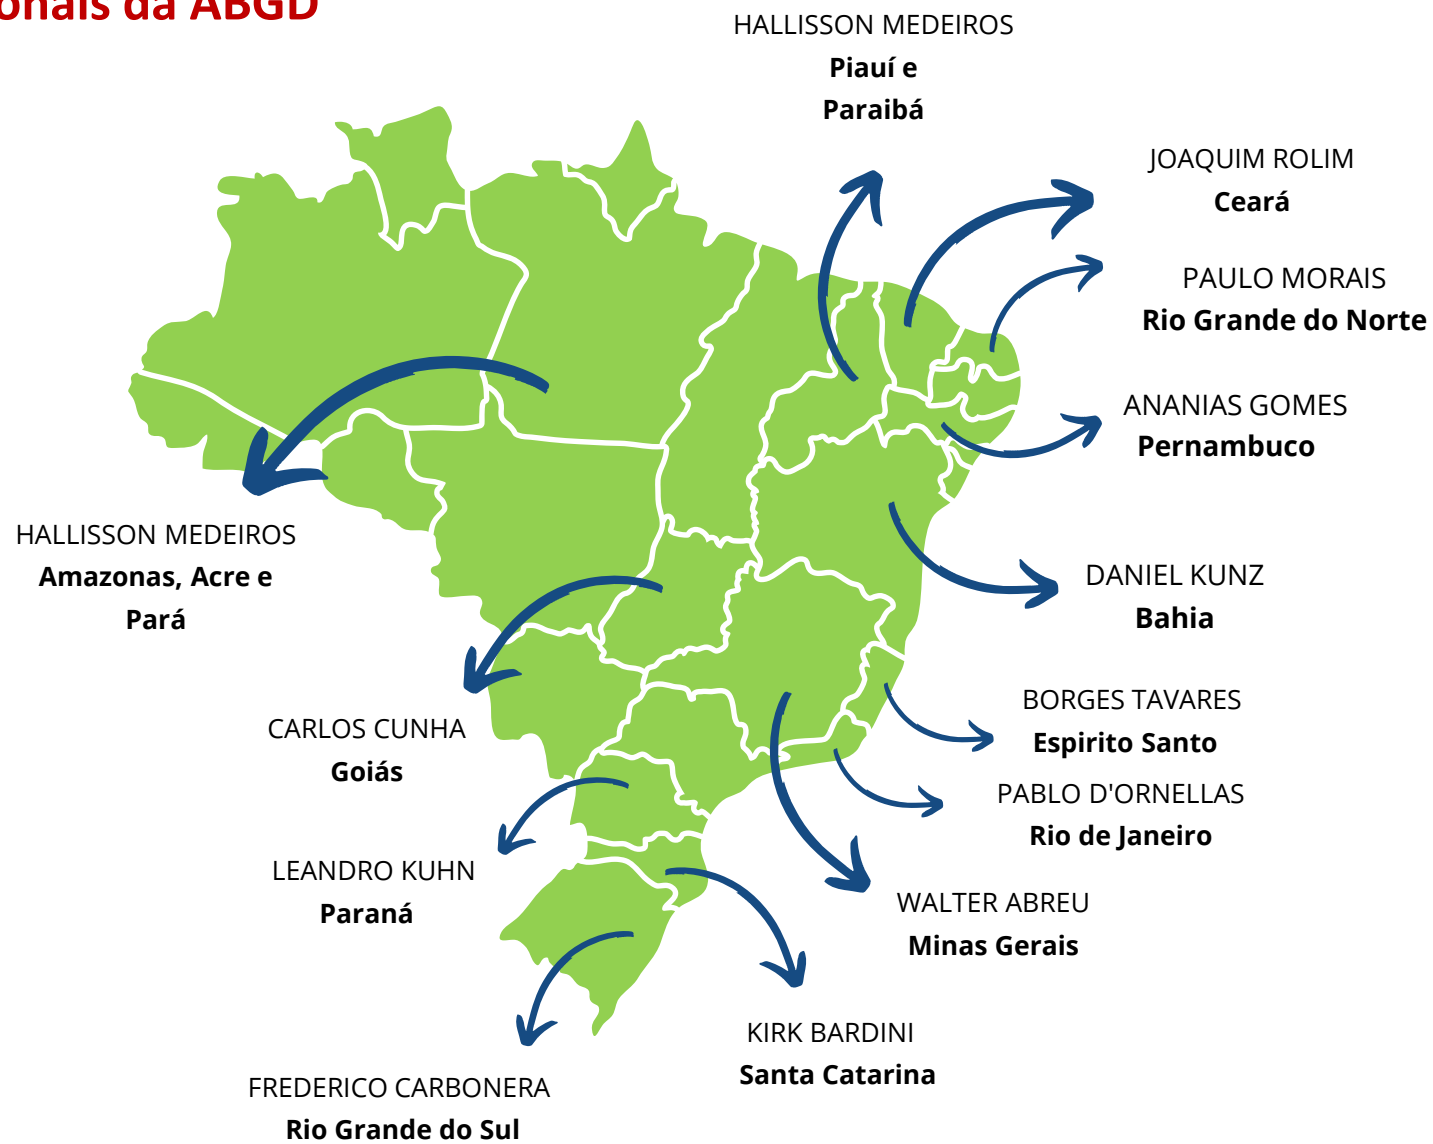 onais da ABGD
HALLISSON MEDEIROS
Piauí e
Paraibá
JOAQUIM ROLIM
Ceará
PAULO MORAIS
Rio Grande do Norte
ANANIAS GOMES
Pernambuco
HALLISSON MEDEIROS
Amazonas, Acre e
Pará
DANIEL KUNZ
Bahia
BORGES TAVARES
Espirito Santo
CARLOS CUNHA
Goiás
PABLO D'ORNELLAS
Rio de Janeiro
LEANDRO KUHN
Paraná
WALTER ABREU
Minas Gerais
KIRK BARDINI
Santa Catarina
FREDERICO CARBONERA
Rio Grande do Sul